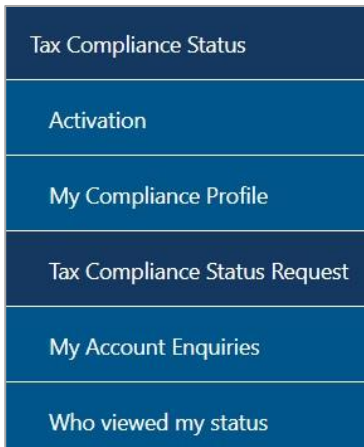 Tax Compliance Status
Activation
My Compliance Profile
Tax Compliance Status Request
My Account Enquiries
Who viewed my status